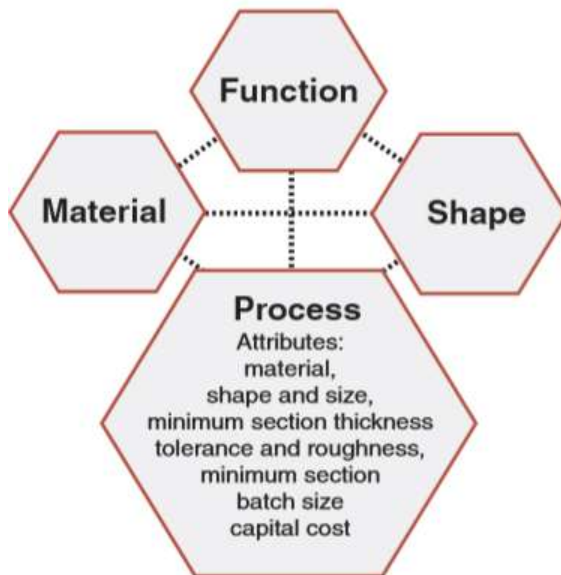 Function
Material
Shape
Process
Attributes:
material,
shape and size,
minimum section thickness
tolerance and roughness,
minimum section
batch size
capital cost